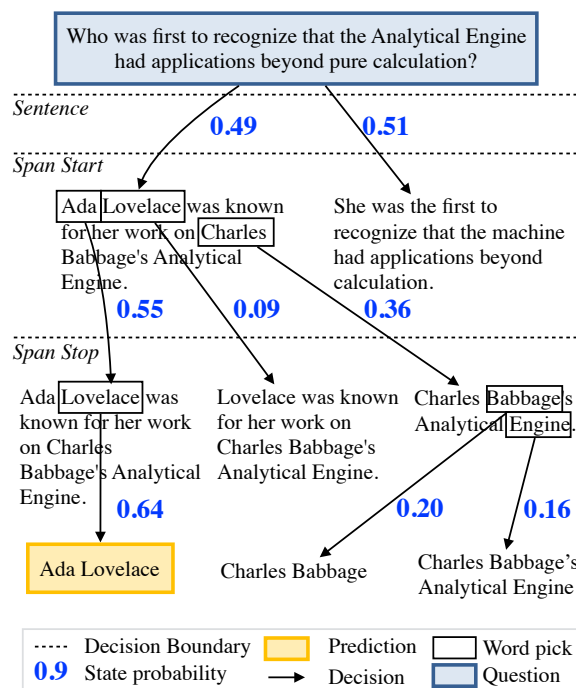 Who was first to recognize that the Analytical Engine
had applications beyond pure calculation?
Sentence
0.49
0.51
Span Start
Ada Lovelace was known
for her work on Charles
Babbage's Analytical
Engine.
She was the first to
recognize that the machine
had applications beyond
calculation.
0.55
0.09
0.36
Span Stop
Ada Lovelace was
known for her work
on Charles
Babbage's Analytical
Engine.
Lovelace was known
for her work on
Charles Babbage's
Analytical Engine.
Charles Babbage's
Analytical Engine.
0.64
0.20
0.16
Ada Lovelace
Charles Babbage
Charles Babbage's
Analytical Engine
Decision Boundary
Prediction
Word pick
0.9 State probability
Decision
Question